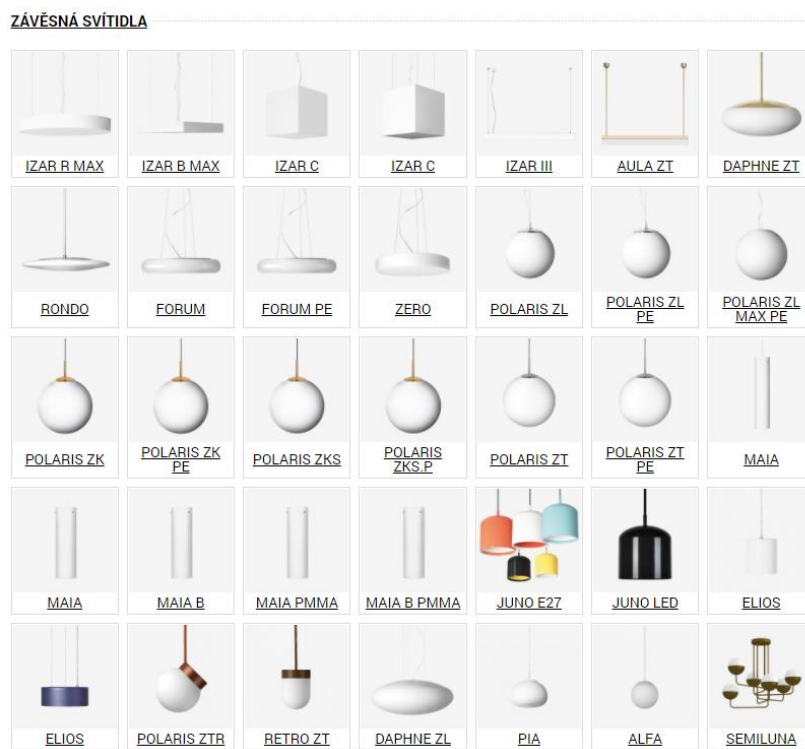 ZÁVĚSNÁ SVÍTIDLA
IZAR R MAX
IZAR B MAX
IZAR C
IZAR C
IZAR III
AULA ZT
DAPHNE ZT
RONDO
FORUM
FORUM PE
ZERO
POLARIS ZL
POLARIS ZL
PE
POLARIS ZL
MAX PE
POLARIS ZK
POLARIS ZK
PE
POLARIS ZKS
POLARIS
ZKS.P
POLARIS ZT
POLARIS ZT
PE
MAIA
MAIA
MAIA B
MAIA PMMA
MAIA B PMMA
JUNO E27
JUNO LED
ELIOS
ELIOS
POLARIS ZTR
RETRO ZT
DAPHNE ZL
PIA
ALFA
SEMILUNA